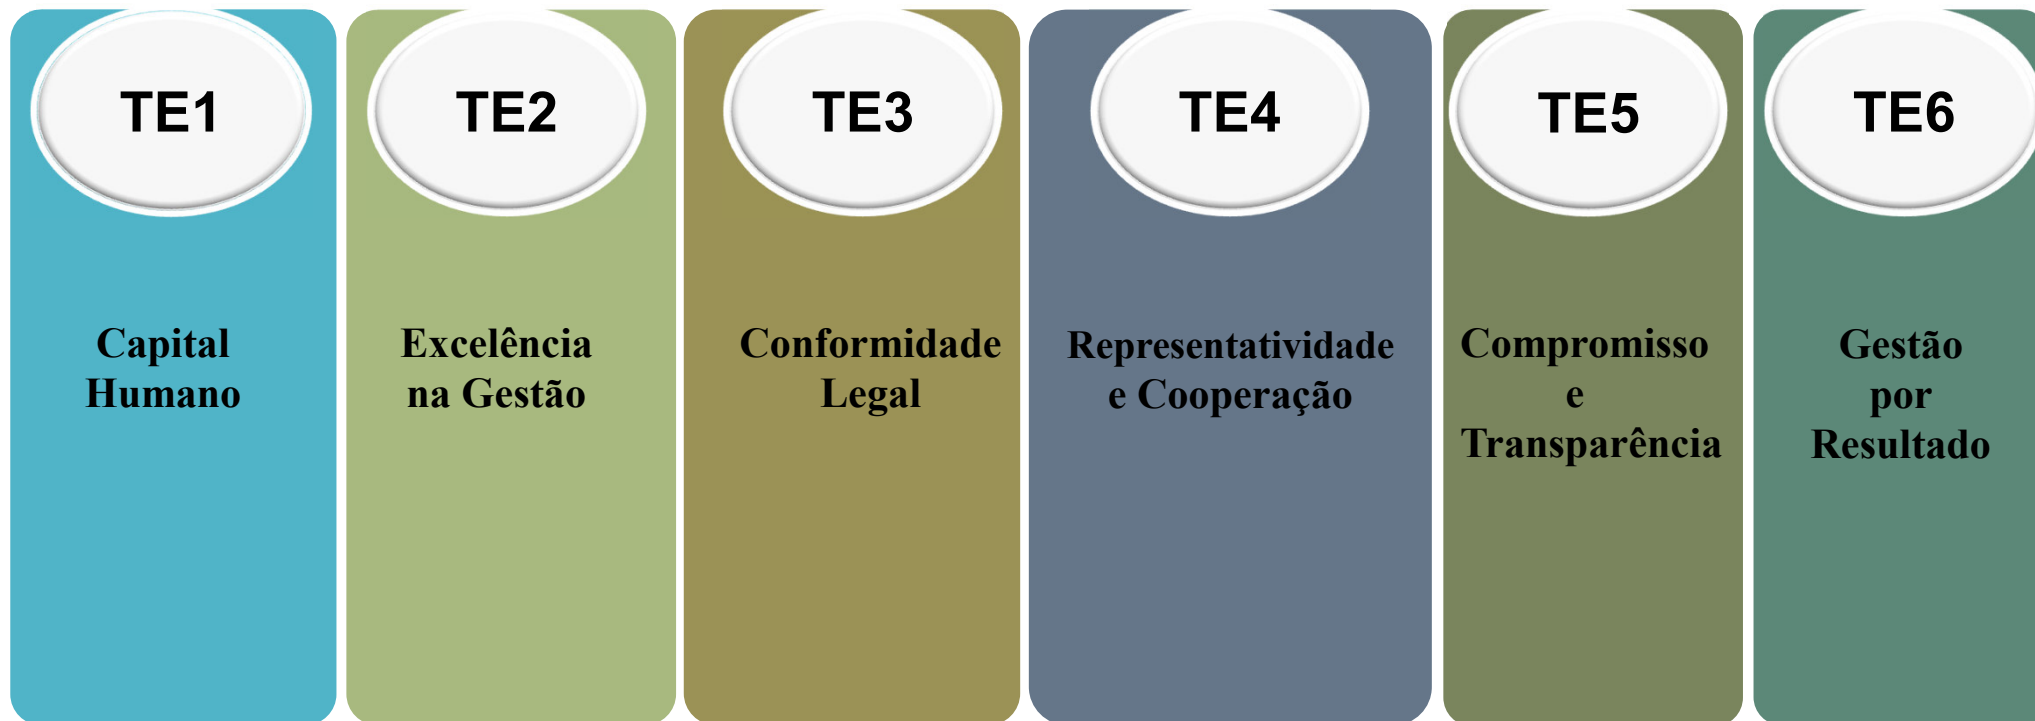 TE1
Capital
Humano
TE2
Excelência
na Gestão
TE3
Conformidade
Legal
TE4
Representatividade
e Cooperação
TE5
Compromisso
e
Transparência
TE6
Gestão
por
Resultado